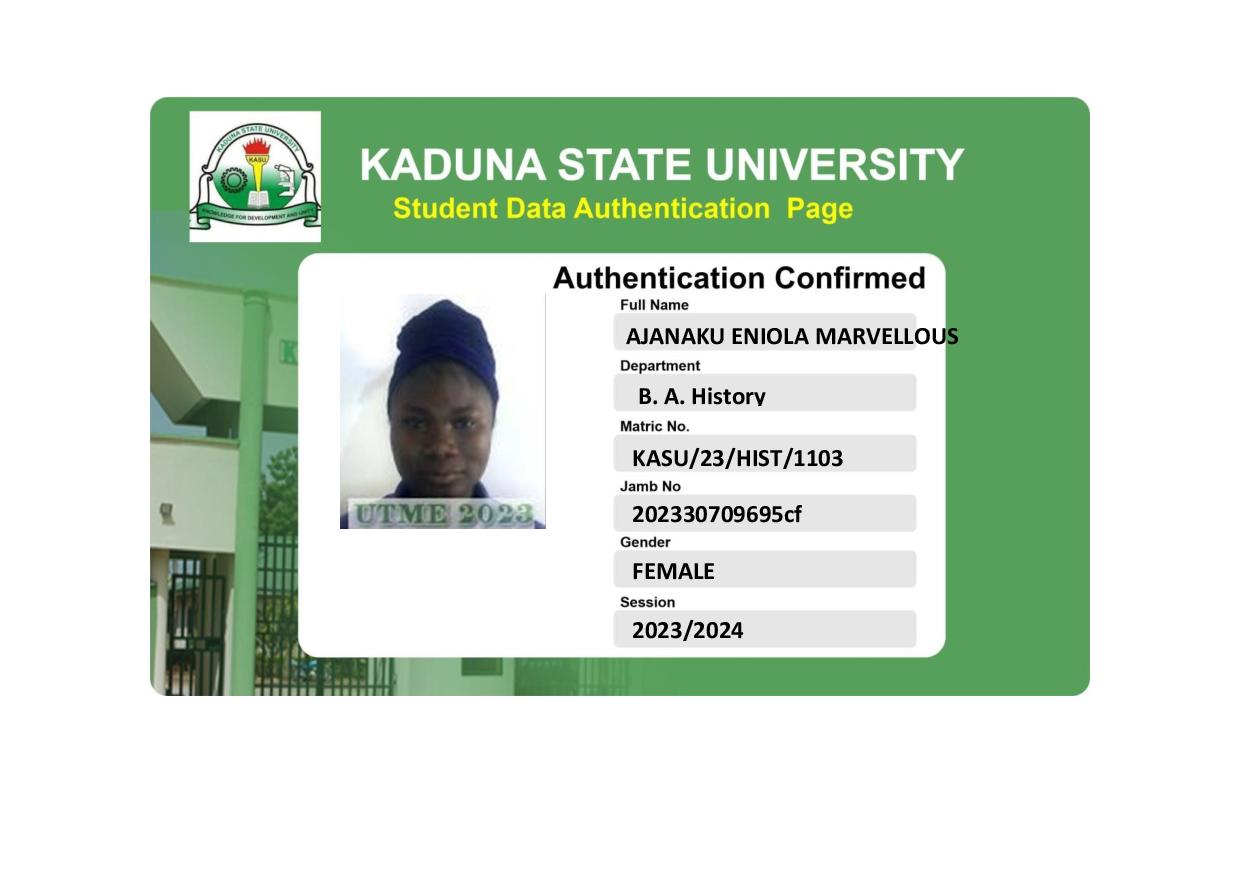 KADUNA STATE UNIVERSITY
KASU
KNOWLEDGE FOR DEVELOPMENT AND UNITY
KADUNA STATE UNIVERSITY
Student Data Authentication Page
Authentication Confirmed
Full Name
AJANAKU ENIOLA MARVELLOUS
Department
B. A. History
Matric No.
KASU/23/HIST/1103
Jamb No
202330709695cf
Gender
FEMALE
Session
2023/2024
UTME 2023
K